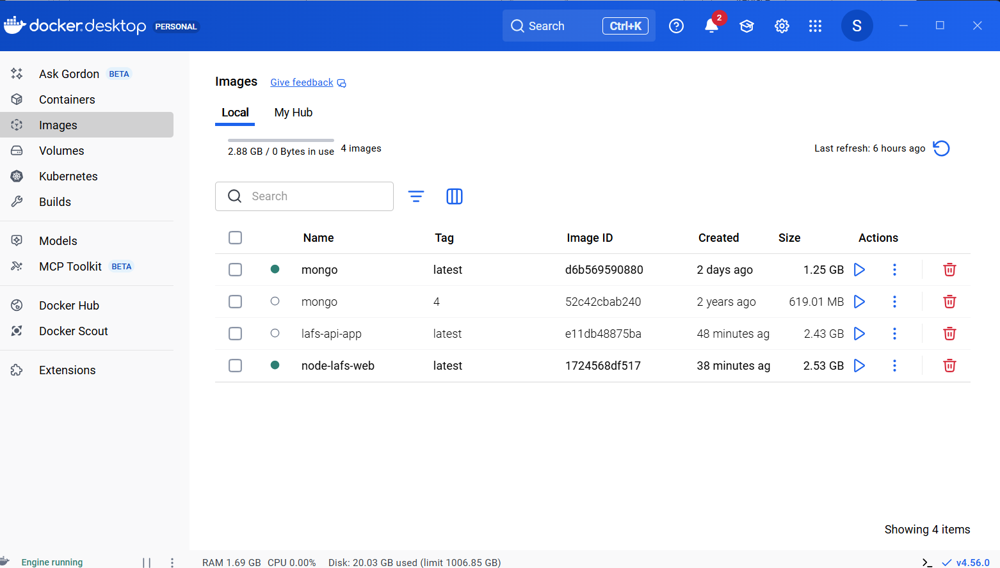 docker.desktop PERSONAL Search Ctrl+K 2 S
Ask Gordon BETA
Containers
Images
Volumes
Kubernetes
Builds
Models
MCP Toolkit BETA
Docker Hub
Docker Scout
Extensions
Images Give feedback
Local My Hub
2.88 GB / 0 Bytes in use 4 images Last refresh: 6 hours ago
Search
Name Tag Image ID Created Size Actions
mongo latest d6b569590880 2 days ago 1.25 GB
mongo 4 52c42cbab240 2 years ago 619.01 MB
lafs-api-app latest e11db48875ba 48 minutes ag 2.43 GB
node-lafs-web latest 1724568df517 38 minutes ag 2.53 GB
Showing 4 items
Engine running RAM 1.69 GB CPU 0.00% Disk: 20.03 GB used (limit 1006.85 GB) v4.56.0